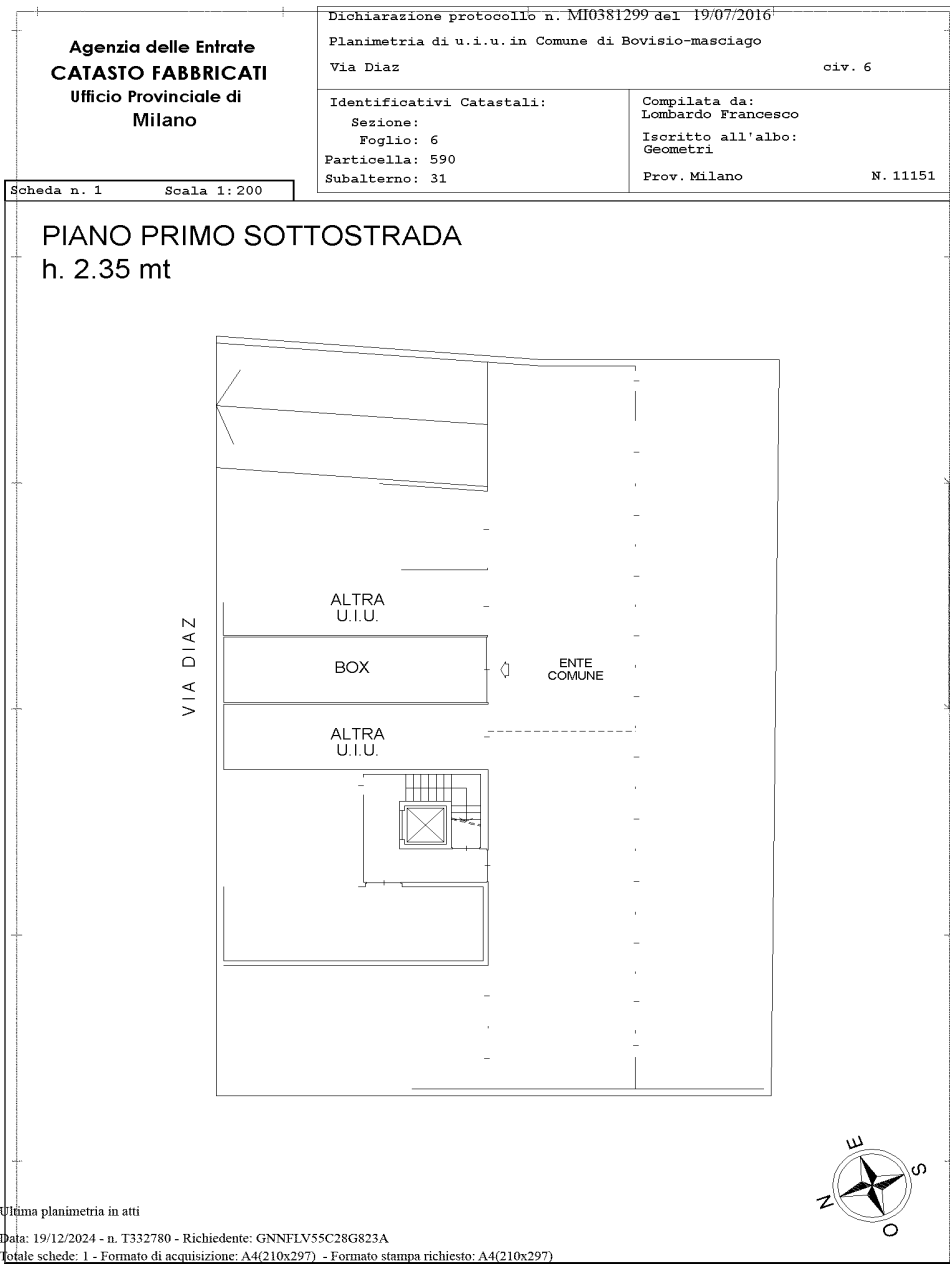 Agenzia delle Entrate
CATASTO FABBRICATI
Ufficio Provinciale di
Milano
Dichiarazione protocollo n. MI0381299 del 19/07/2016
Planimetria di u.i.u.in Comune di Bovisio-masciago
Via Diaz civ. 6
Identificativi Catastali:
Sezione:
Foglio: 6
Particella: 590
Subalterno: 31
Compilata da:
Lombardo Francesco
Iscritto all'albo:
Geometri
Prov. Milano N. 11151
Scheda n. 1 Scala 1:200
PIANO PRIMO SOTTOSTRADA
h. 2.35 mt
ALTRA
U.I.U.
VIA DIAZ
BOX
ENTE
COMUNE
ALTRA
U.I.U.
E
S
N
O
Ultima planimetria in atti
Data: 19/12/2024 - n. T332780 - Richiedente: GNNFLV55C28G823A
Totale schede: 1 - Formato di acquisizione: A4(210x297) - Formato stampa richiesto: A4(210x297)